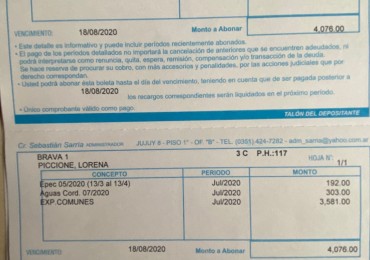 VENCIMIENTO: 18/08/2020 Monto a Abonar 4,076.00
• Este detalle es informativo y puede incluir períodos recientemente abonados.
• El pago de los períodos detallados no importará la cancelación de anteriores que se encuentren adeudados, ni
podrá interpretarse como renuncia, quita, espera, remisión, compensación y/o transacción de la deuda.
Se hace reserva de procurar su cobro, con más accesorios y penalidades, por las acciones judiciales que por
derecho correspondan.
• Usted podrá abonar ésta boleta hasta el día del vencimiento, teniendo en cuenta que de ser pagada posterior a
18/08/2020 los recargos correspondientes serán liquidados en el próximo período.
• Único comprobante válido como pago.
TALÓN DEL DEPOSITANTE
Cr. Sebastián Sarria ADMINISTRADOR JUJUY 8 - PISO 1° - OF. "B" - TEL. (0351) 424-7282 - adm_sarria@yahoo.com.ar
BRAVA 1 3 C P.H.:117 HOJA N°:
PICCIONE, LORENA 1/1
CONCEPTO PERIODO MONTO
Epec 05/2020 (13/3 al 13/4) Jul/2020 192.00
Aguas Cord. 07/2020 Jul/2020 303.00
EXP.COMUNES Jul/2020 3,581.00
VENCIMIENTO: 18/08/2020 Monto a Abonar 4,076.00